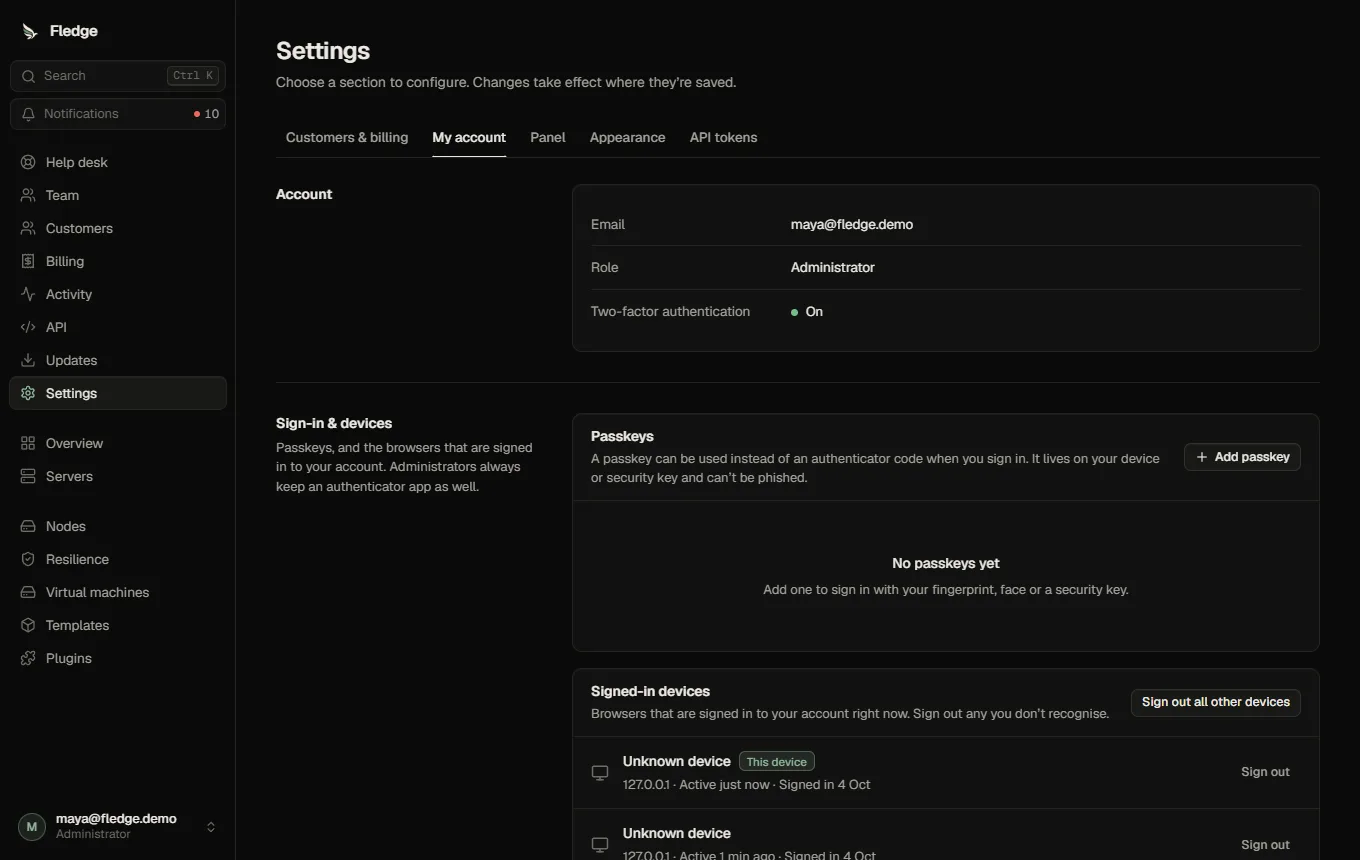 Fledge
Search Ctrl K
Notifications 10
Help desk
Team
Customers
Billing
Activity
API
Updates
Settings
Overview
Servers
Nodes
Resilience
Virtual machines
Templates
Plugins
M
maya@fledge.demo
Administrator
Settings
Choose a section to configure. Changes take effect where they're saved.
Customers & billing My account Panel Appearance API tokens
Account
Email maya@fledge.demo
Role Administrator
Two-factor authentication On
Sign-in & devices
Passkeys, and the browsers that are signed
in to your account. Administrators always
keep an authenticator app as well.
Passkeys
A passkey can be used instead of an authenticator code when you sign in. It lives on your device
or security key and can't be phished.
Add passkey
No passkeys yet
Add one to sign in with your fingerprint, face or a security key.
Signed-in devices
Browsers that are signed in to your account right now. Sign out any you don't recognise.
Sign out all other devices
Unknown device This device
127.0.0.1 · Active just now · Signed in 4 Oct
Sign out
Unknown device
127.0.0.1 · Active 1 min ago · Signed in 4 Oct
Sign out